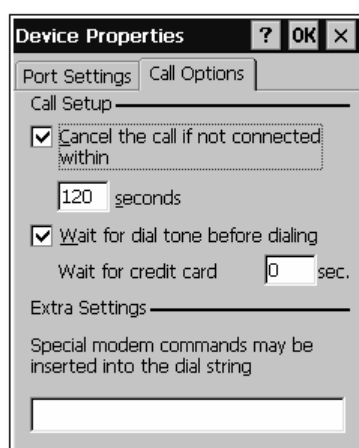 Device Properties ? OK ×
Port Settings Call Options
Call Setup
Cancel the call if not connected
within
120 seconds
Wait for dial tone before dialing
Wait for credit card 0 sec.
Extra Settings
Special modem commands may be
inserted into the dial string